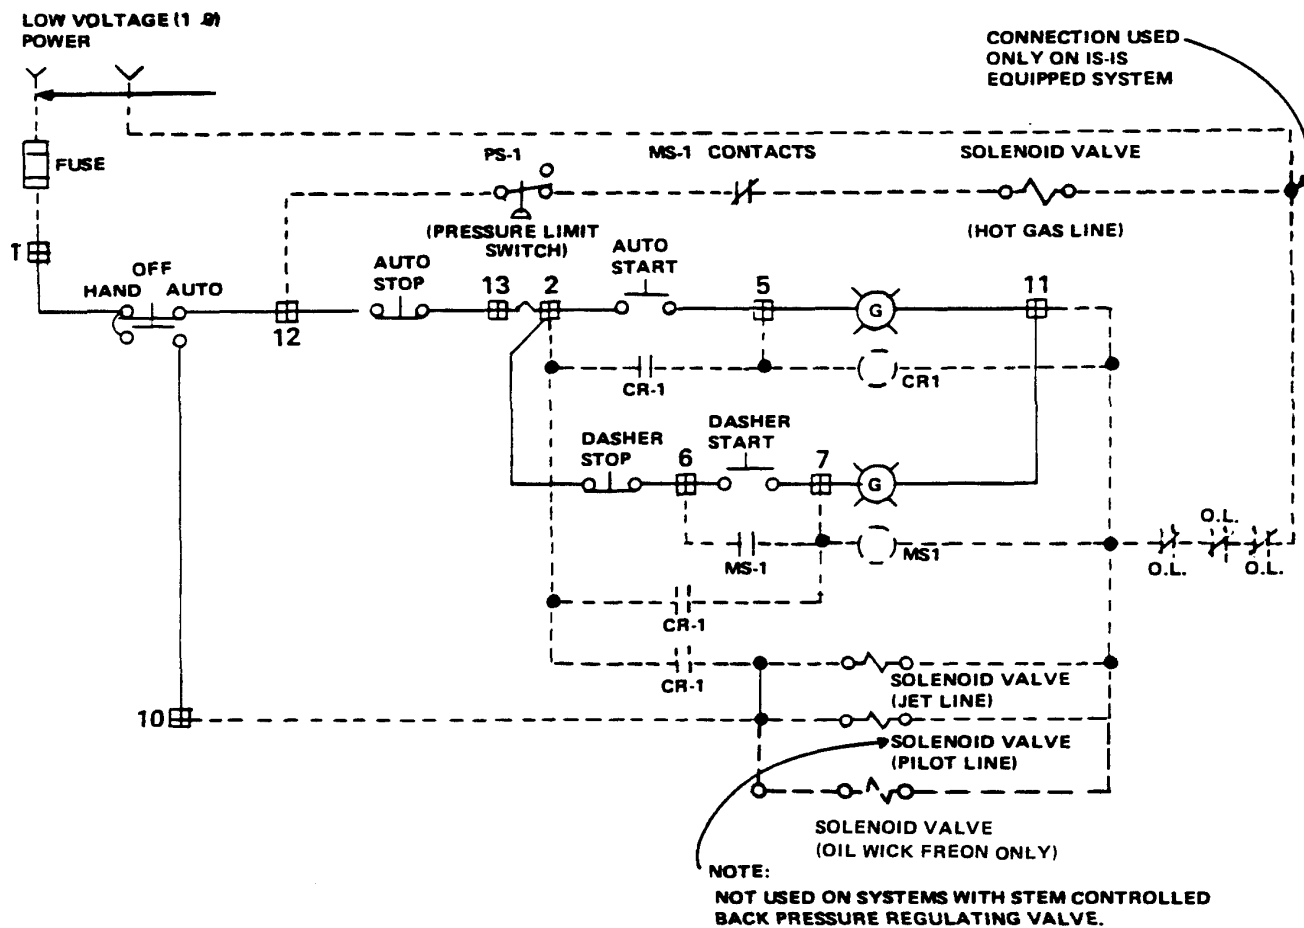 LOW VOLTAGE (1 Ø)
POWER
CONNECTION USED
ONLY ON IS-IS
EQUIPPED SYSTEM
FUSE
PS-1
MS-1 CONTACTS
SOLENOID VALVE
(PRESSURE LIMIT
SWITCH)
(HOT GAS LINE)
1
OFF
HAND
AUTO
AUTO
STOP
13
2
AUTO
START
5
11
12
G
CR-1
CR1
DASHER
STOP
6
DASHER
START
7
G
MS-1
MS1
O.L.
O.L.
O.L.
CR-1
CR-1
SOLENOID VALVE
(JET LINE)
10
SOLENOID VALVE
(PILOT LINE)
SOLENOID VALVE
(OIL WICK FREON ONLY)
NOTE:
NOT USED ON SYSTEMS WITH STEM CONTROLLED
BACK PRESSURE REGULATING VALVE.